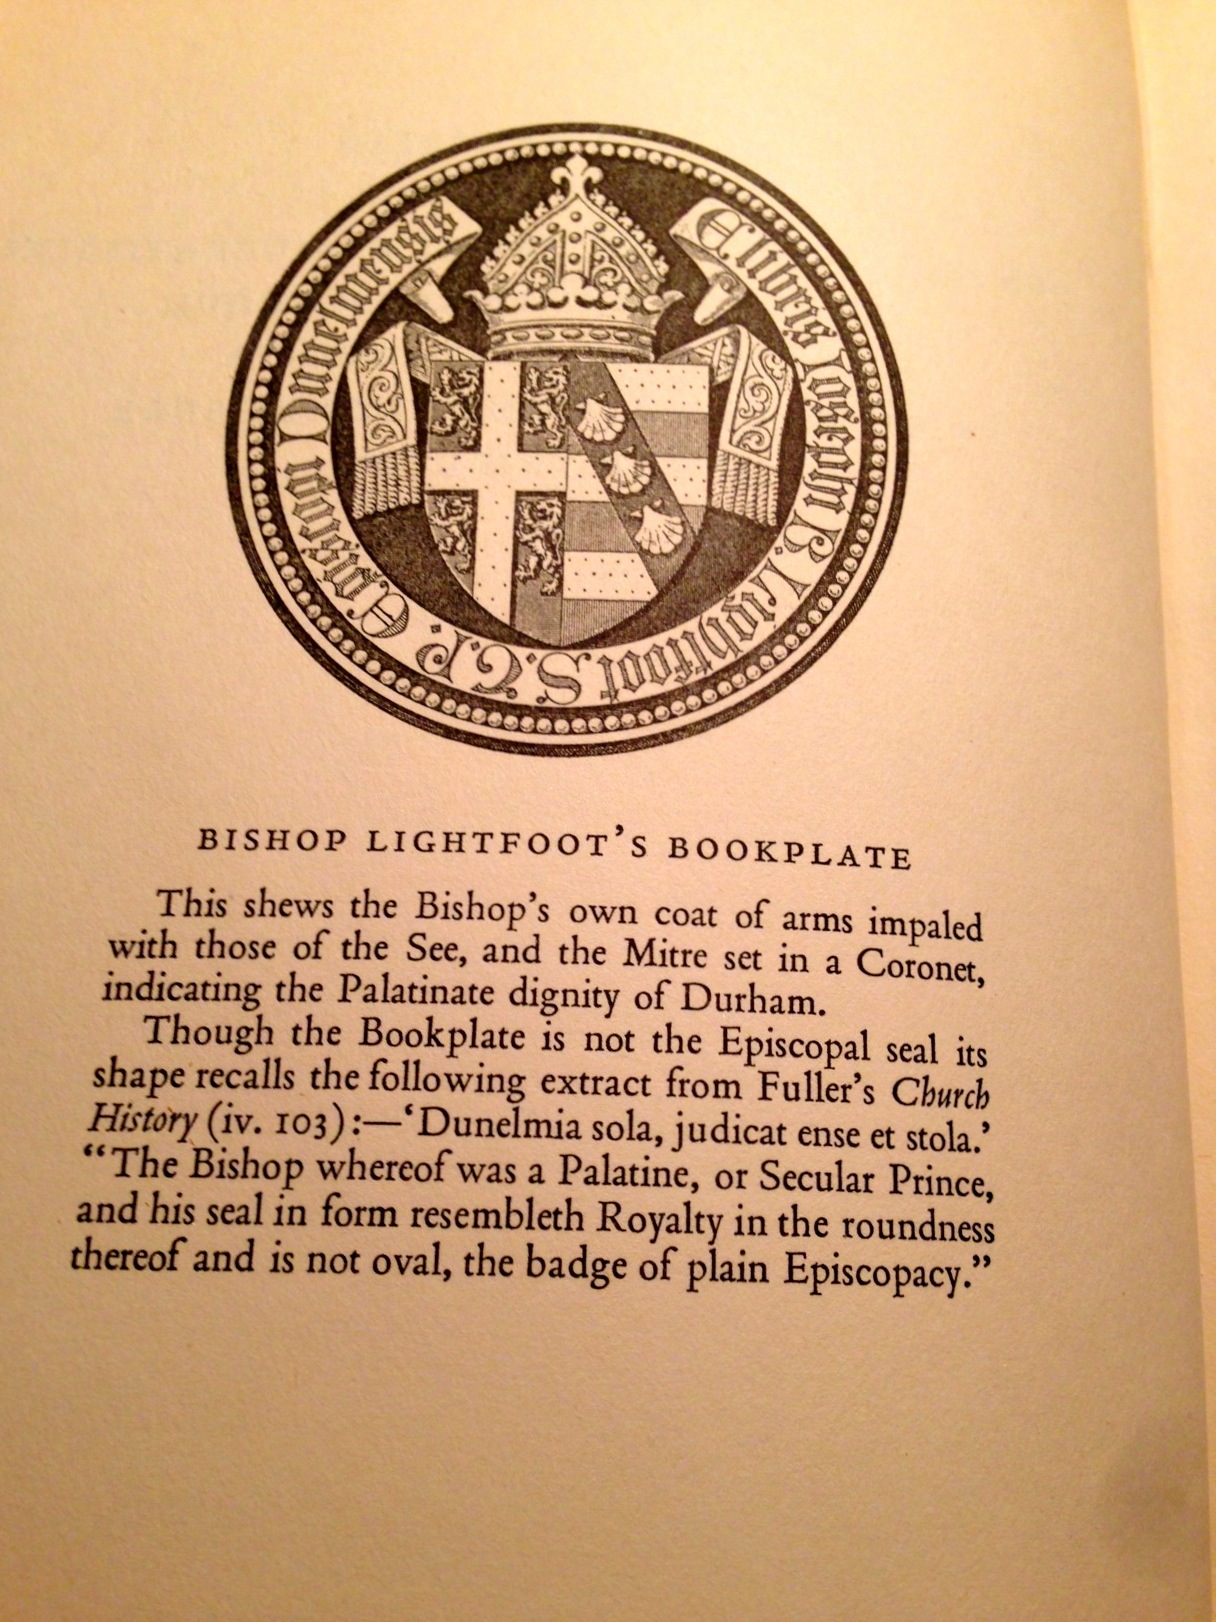 E libris Joseph B. Lightfoot S.T.P. Episcopi Dunelmensis
BISHOP LIGHTFOOT'S BOOKPLATE
This shews the Bishop's own coat of arms impaled
with those of the See, and the Mitre set in a Coronet,
indicating the Palatinate dignity of Durham.
Though the Bookplate is not the Episcopal seal its
shape recalls the following extract from Fuller's Church
History (iv. 103):—‘Dunelmia sola, judicat ense et stola.’
“The Bishop whereof was a Palatine, or Secular Prince,
and his seal in form resembleth Royalty in the roundness
thereof and is not oval, the badge of plain Episcopacy.”